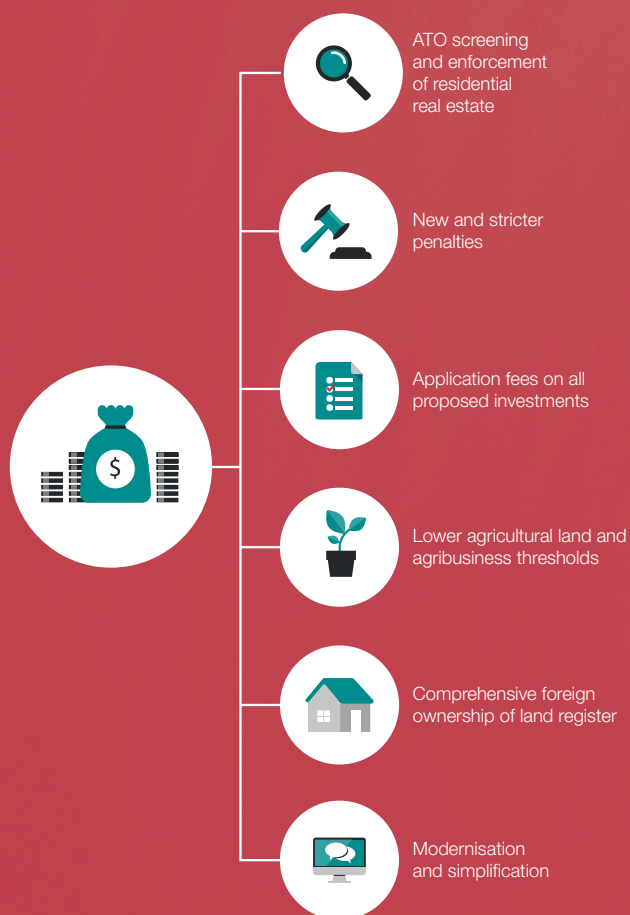 ATO screening
and enforcement
of residential
real estate
New and stricter
penalties
Application fees on all
proposed investments
$
Lower agricultural land and
agribusiness thresholds
Comprehensive foreign
ownership of land register
Modernisation
and simplification